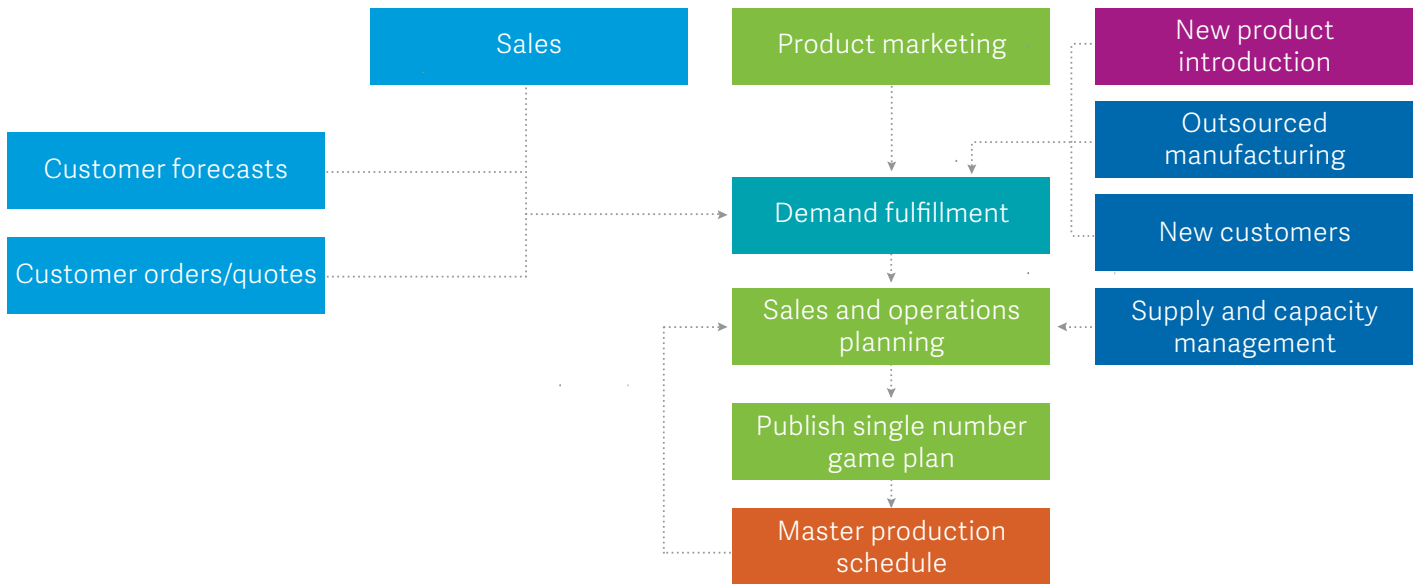 Sales
Product marketing
New product
introduction
Customer forecasts
Outsourced
manufacturing
Customer orders/quotes
Demand fulfillment
New customers
Sales and operations
planning
Supply and capacity
management
Publish single number
game plan
Master production
schedule